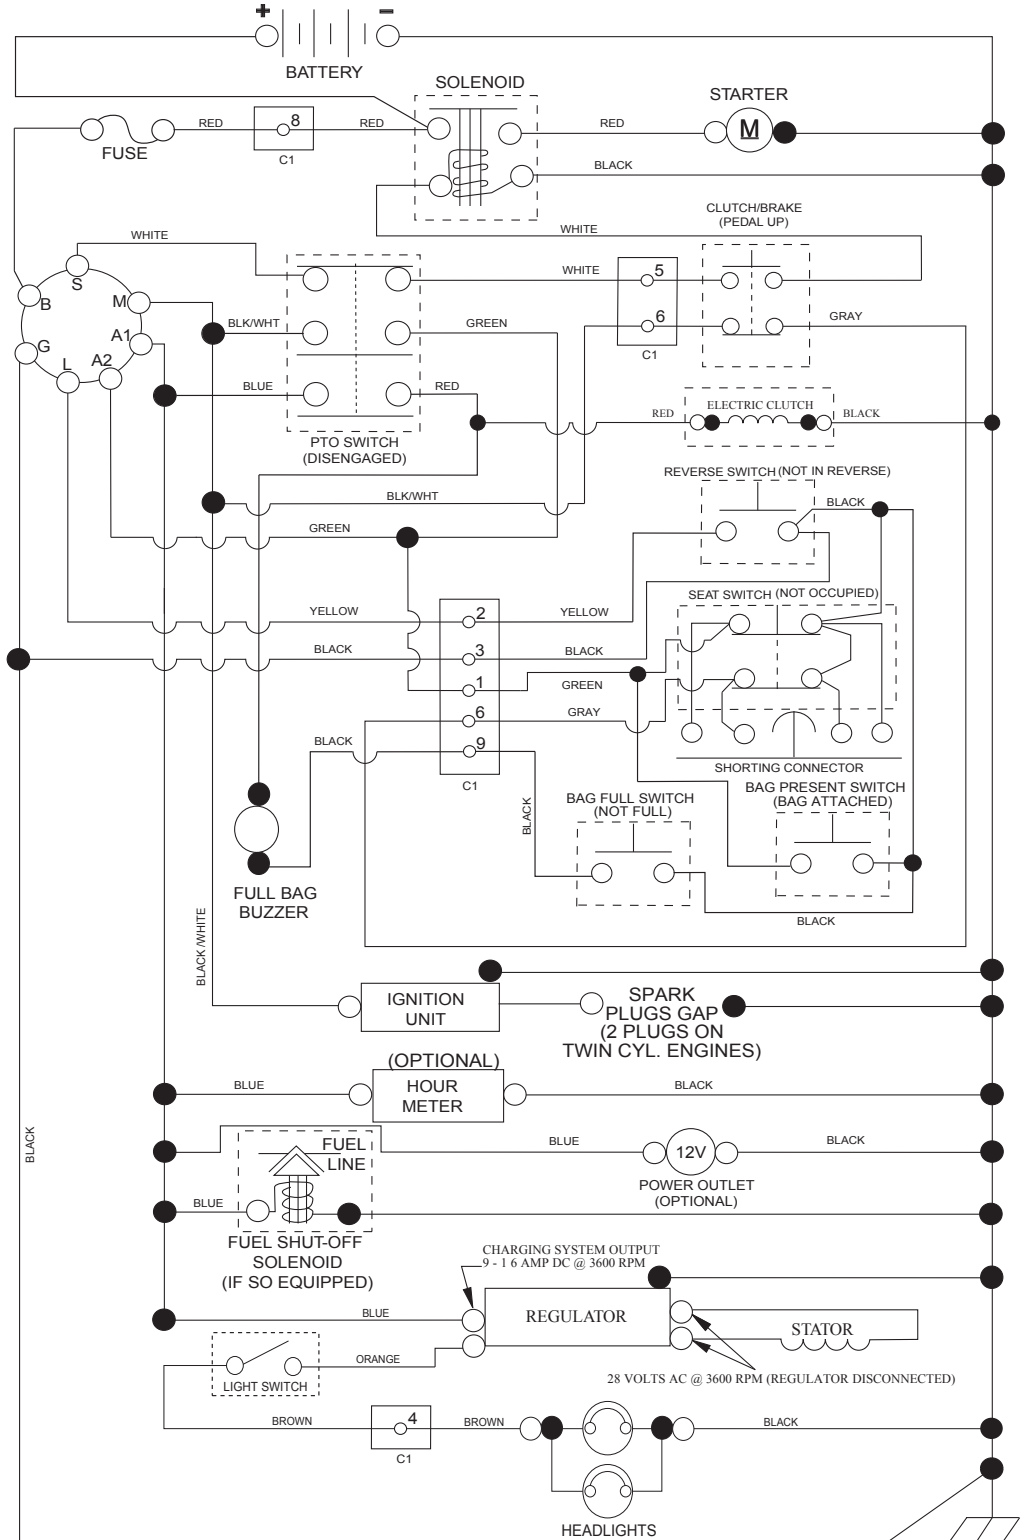 + −
BATTERY
SOLENOID
STARTER
8
RED
RED
RED
M
FUSE
C1
BLACK
CLUTCH/BRAKE
(PEDAL UP)
WHITE
WHITE
WHITE
5
S
B
M
BLK/WHT
GREEN
6
GRAY
A1
G
C1
L
A2
BLUE
RED
RED
ELECTRIC CLUTCH
BLACK
PTO SWITCH
(DISENGAGED)
REVERSE SWITCH (NOT IN REVERSE)
BLK/WHT
BLACK
GREEN
SEAT SWITCH (NOT OCCUPIED)
YELLOW
2
YELLOW
BLACK
3
BLACK
1
GREEN
6
GRAY
BLACK
9
SHORTING CONNECTOR
C1
BAG PRESENT SWITCH
(BAG ATTACHED)
BAG FULL SWITCH
(NOT FULL)
BLACK
FULL BAG
BUZZER
BLACK
BLACK /WHITE
IGNITION
UNIT
SPARK
PLUGS GAP
(2 PLUGS ON
TWIN CYL. ENGINES)
(OPTIONAL)
BLUE
HOUR
METER
BLACK
BLACK
FUEL
LINE
BLUE
12V
BLACK
POWER OUTLET
(OPTIONAL)
BLUE
FUEL SHUT-OFF
SOLENOID
(IF SO EQUIPPED)
CHARGING SYSTEM OUTPUT
9 - 1 6 AMP DC @ 3600 RPM
BLUE
REGULATOR
STATOR
ORANGE
LIGHT SWITCH
28 VOLTS AC @ 3600 RPM (REGULATOR DISCONNECTED)
BROWN
4
BROWN
BLACK
C1
HEADLIGHTS